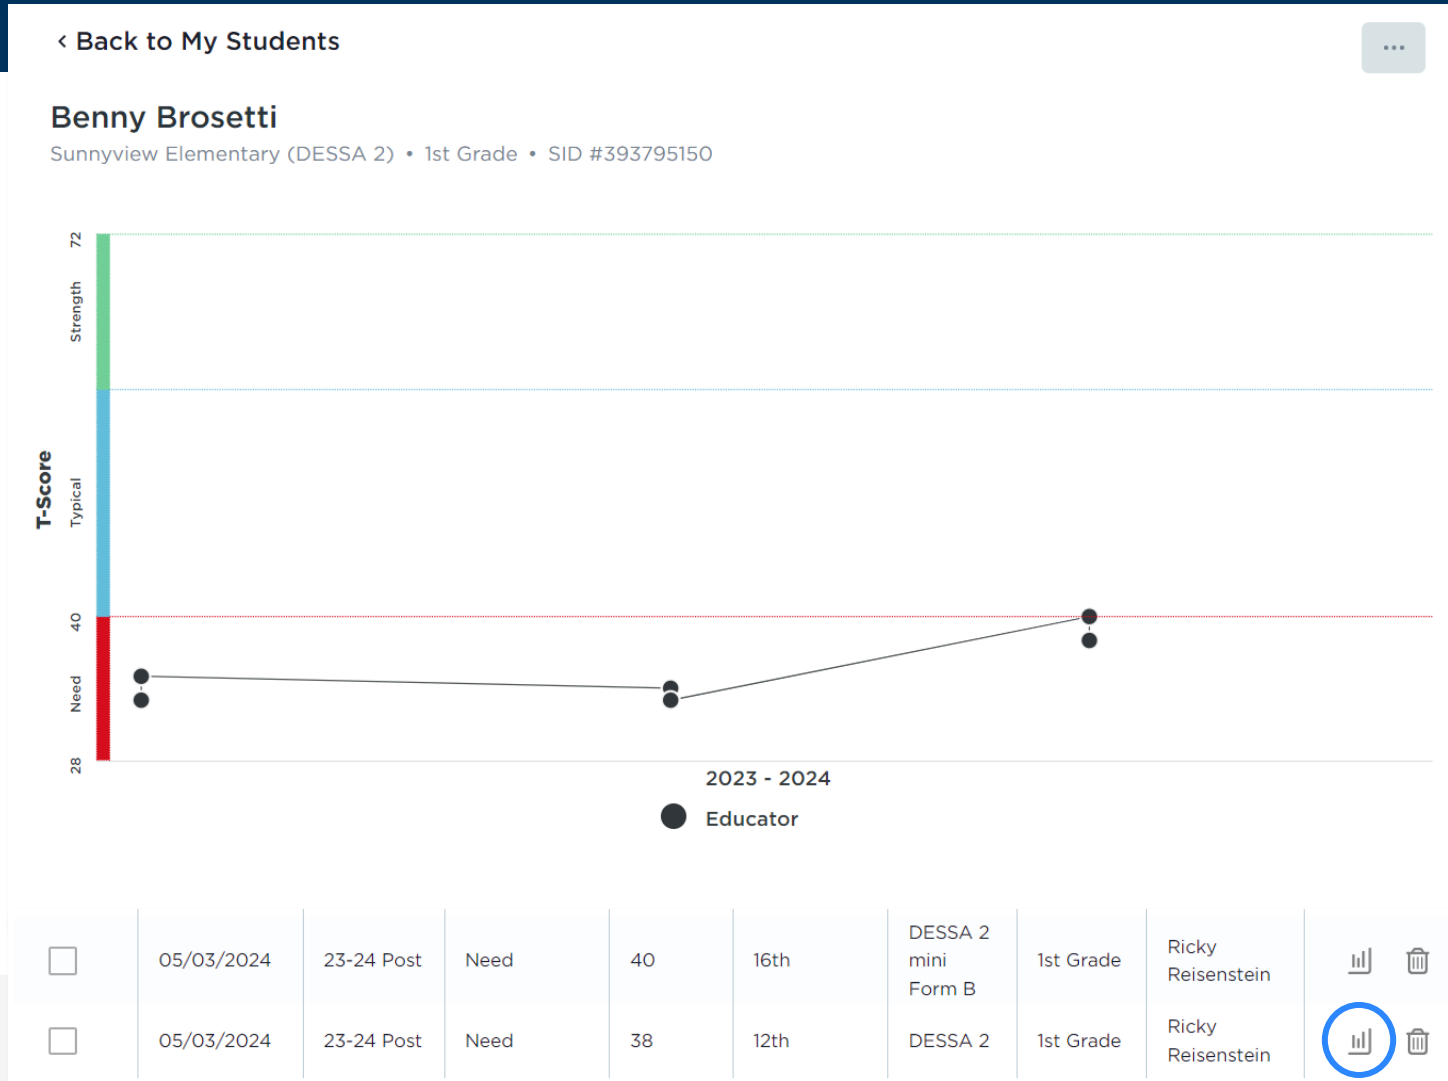 ‹ Back to My Students
...
Benny Brosetti
Sunnyview Elementary (DESSA 2) • 1st Grade • SID #393795150
72
Strength
T-Score
Typical
40
Need
28
2023 - 2024
Educator
05/03/2024 23-24 Post Need 40 16th DESSA 2 mini Form B 1st Grade Ricky Reisenstein
05/03/2024 23-24 Post Need 38 12th DESSA 2 1st Grade Ricky Reisenstein